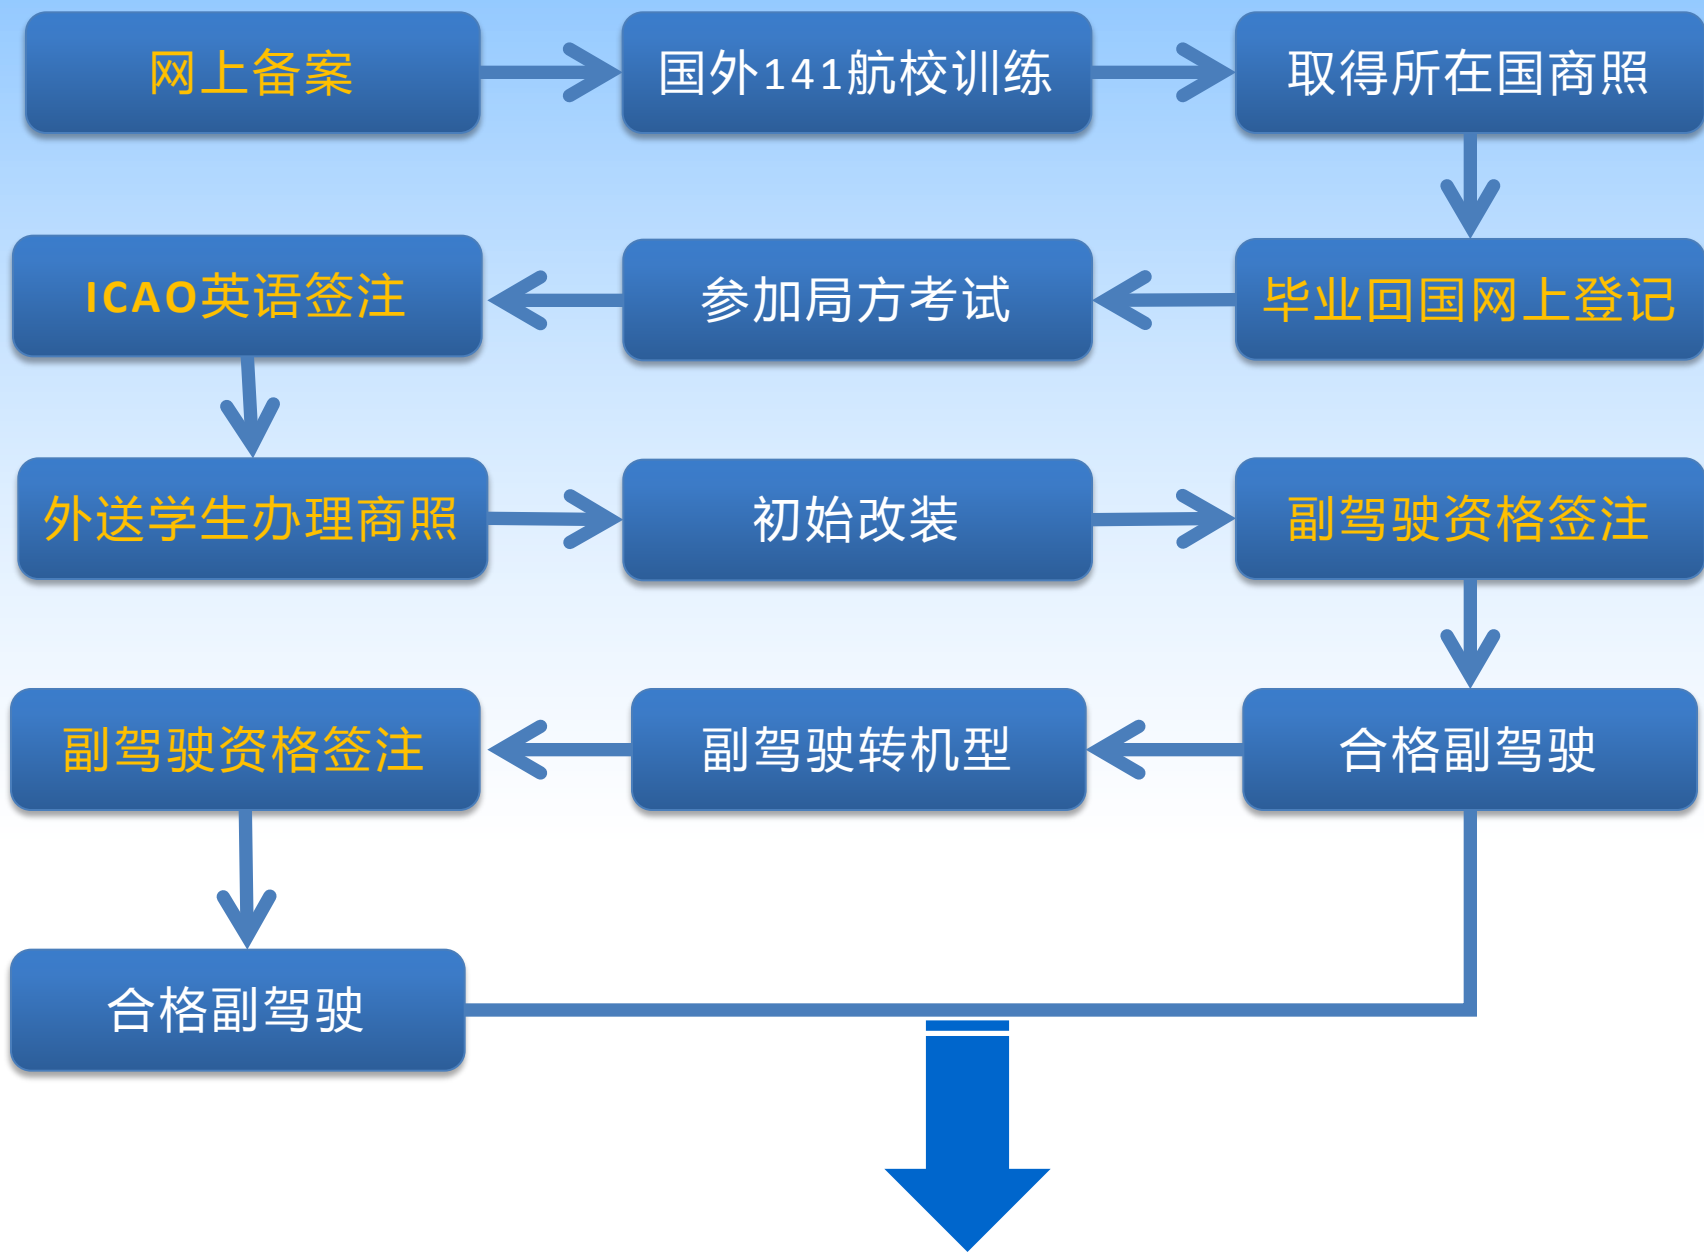 网上备案
国外141航校训练
取得所在国商照
ICAO英语签注
参加局方考试
毕业回国网上登记
外送学生办理商照
初始改装
副驾驶资格签注
副驾驶资格签注
副驾驶转机型
合格副驾驶
合格副驾驶